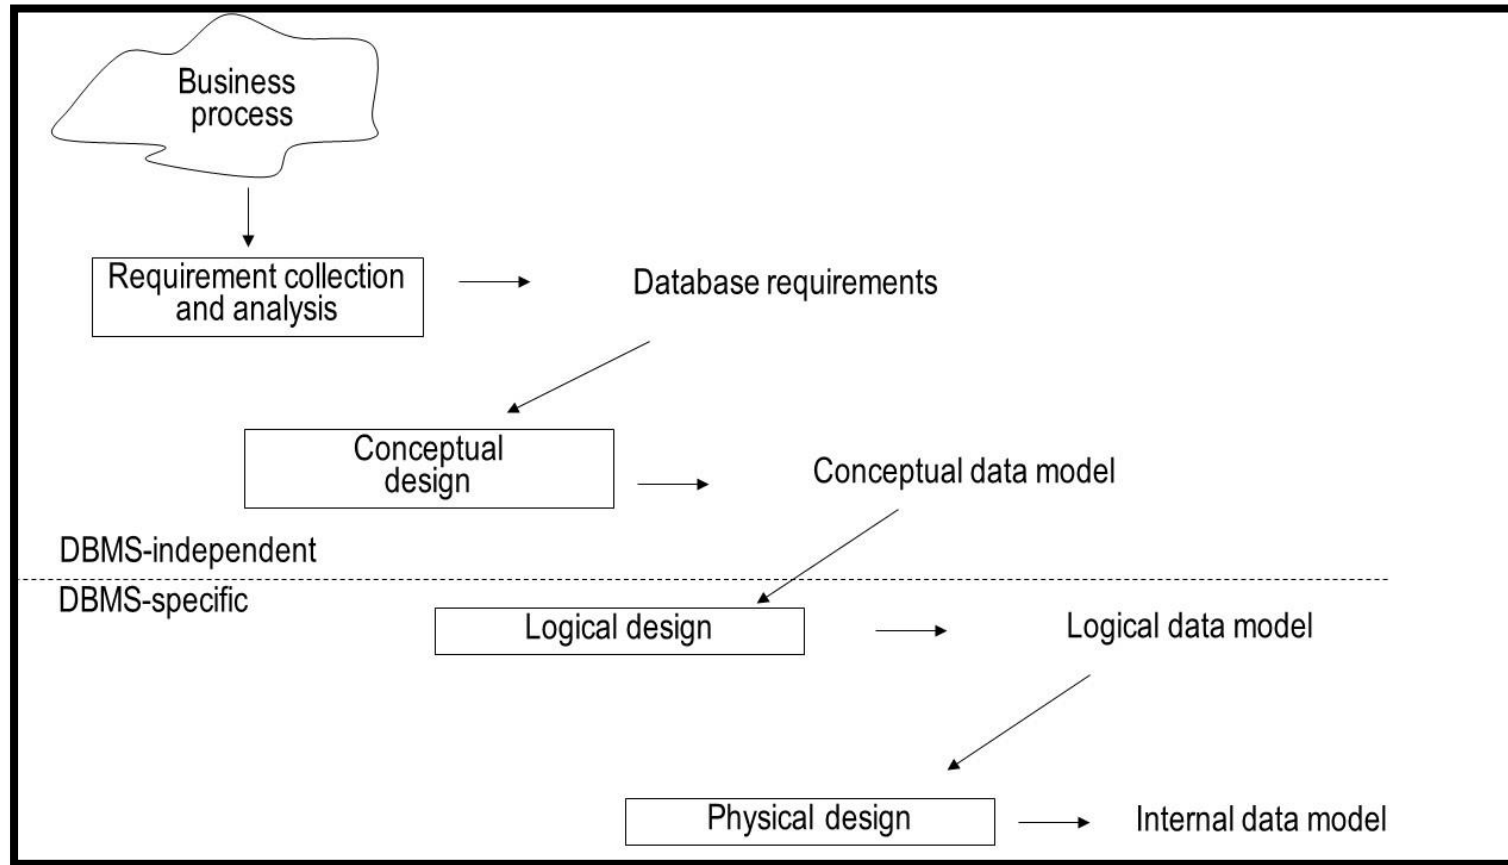 Business
process
Requirement collection
and analysis
Database requirements
Conceptual
design
Conceptual data model
DBMS-independent
DBMS-specific
Logical design
Logical data model
Physical design
Internal data model